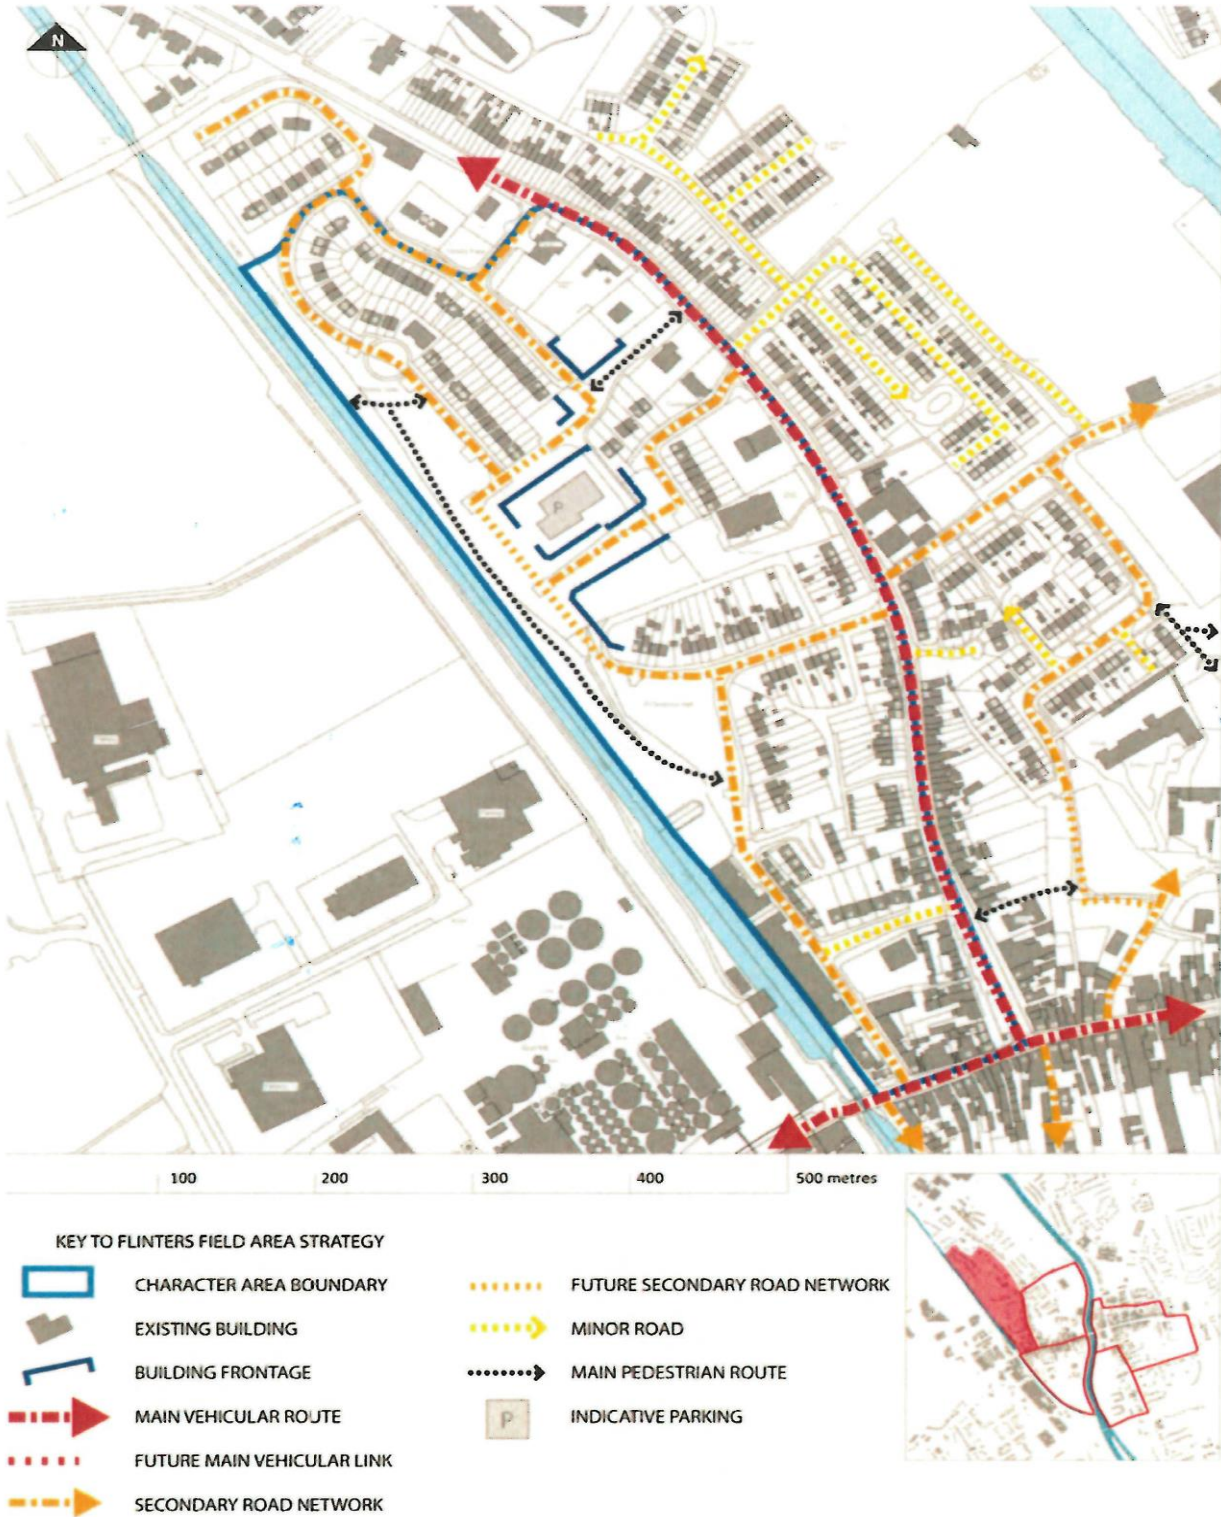 N
P
100
200
300
400
500 metres
KEY TO FLINTERS FIELD AREA STRATEGY
CHARACTER AREA BOUNDARY
EXISTING BUILDING
BUILDING FRONTAGE
MAIN VEHICULAR ROUTE
FUTURE MAIN VEHICULAR LINK
SECONDARY ROAD NETWORK
FUTURE SECONDARY ROAD NETWORK
MINOR ROAD
MAIN PEDESTRIAN ROUTE
P
INDICATIVE PARKING